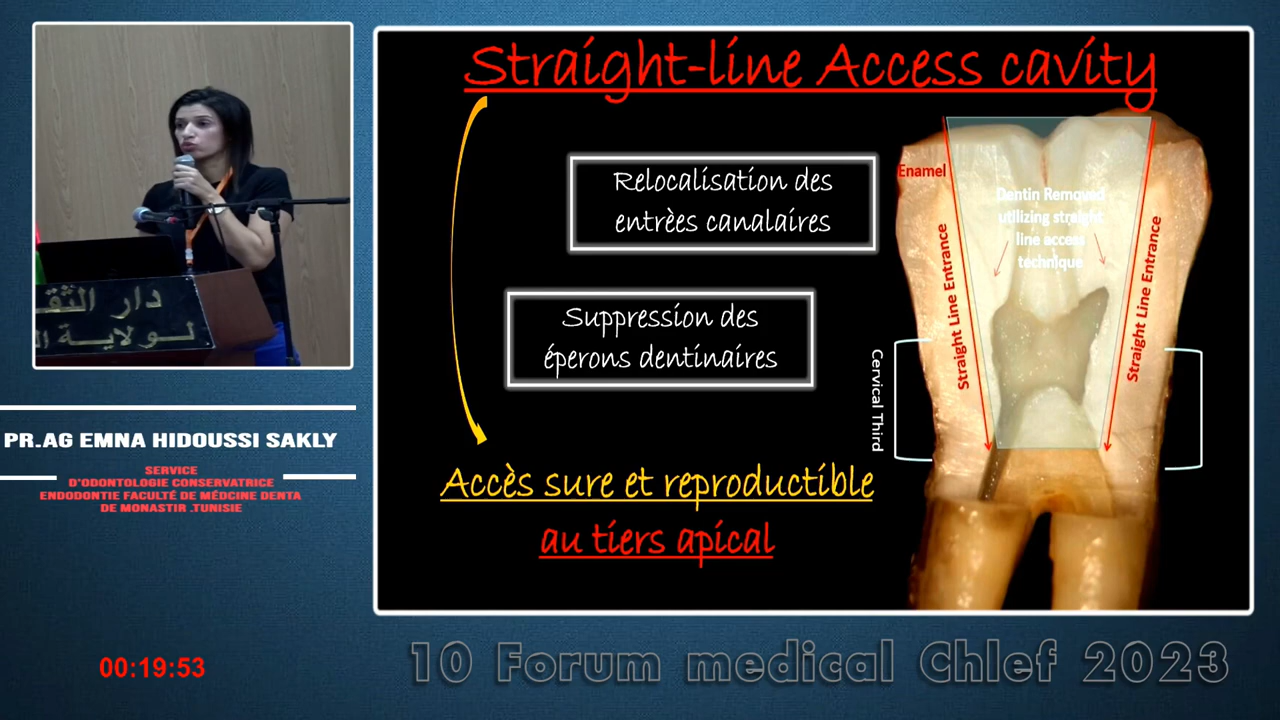 Straight-line Access cavity
Relocalisation des
entrèes canalaires
Suppression des
éperons dentinaires
Accès sure et reproductible
au tiers apical
Enamel
Dentin Removed
utilizing straight
line access
technique
Straight Line Entrance
Straight Line Entrance
Cervical Third
دار الثقـ
لـولايـة الـ
PR.AG EMNA HIDOUSSI SAKLY
SERVICE
D'ODONTOLOGIE CONSERVATRICE
ENDODONTIE FACULTÉ DE MÉDCINE DENTA
DE MONASTIR .TUNISIE
00:19:53
10 Forum medical Chlef 2023